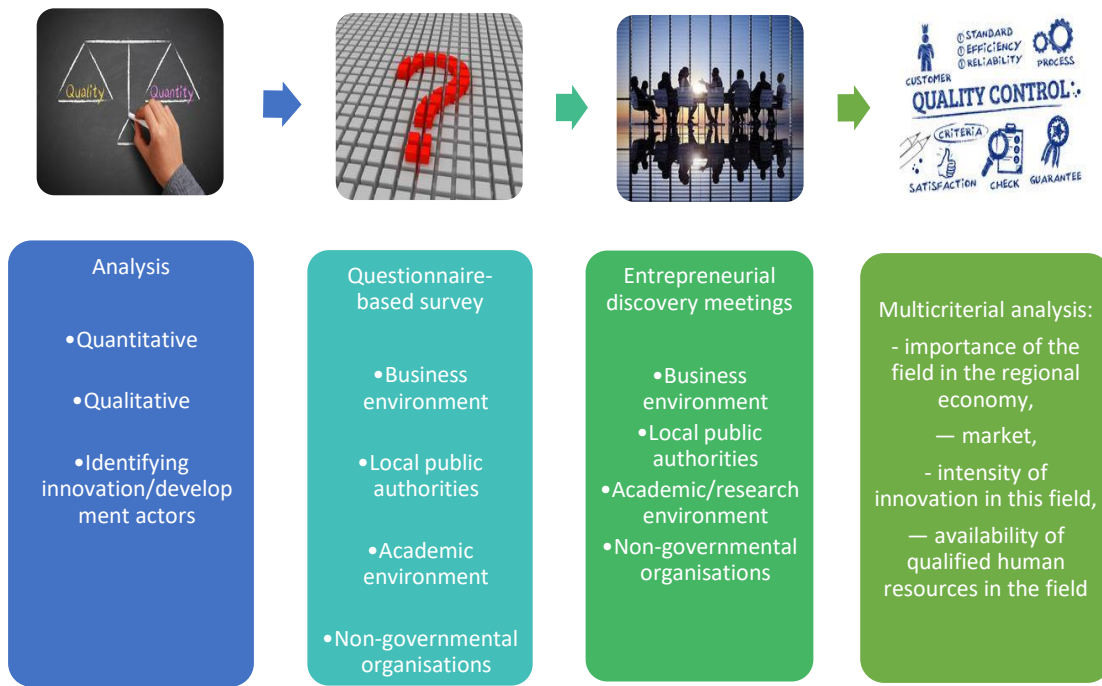 Quality
Quantity
CUSTOMER
① STANDARD
① EFFICIENCY
① RELIABILITY
PROCESS
QUALITY CONTROL
CRITERIA
SATISFACTION
CHECK
GUARANTEE
Analysis
•Quantitative
•Qualitative
•Identifying
innovation/develop
ment actors
Questionnaire-
based survey
•Business
environment
•Local public
authorities
•Academic
environment
•Non-governmental
organisations
Entrepreneurial
discovery meetings
•Business
environment
•Local public
authorities
•Academic/research
environment
•Non-governmental
organisations
Multicriterial analysis:
- importance of the
field in the regional
economy,
— market,
- intensity of
innovation in this field,
— availability of
qualified human
resources in the field